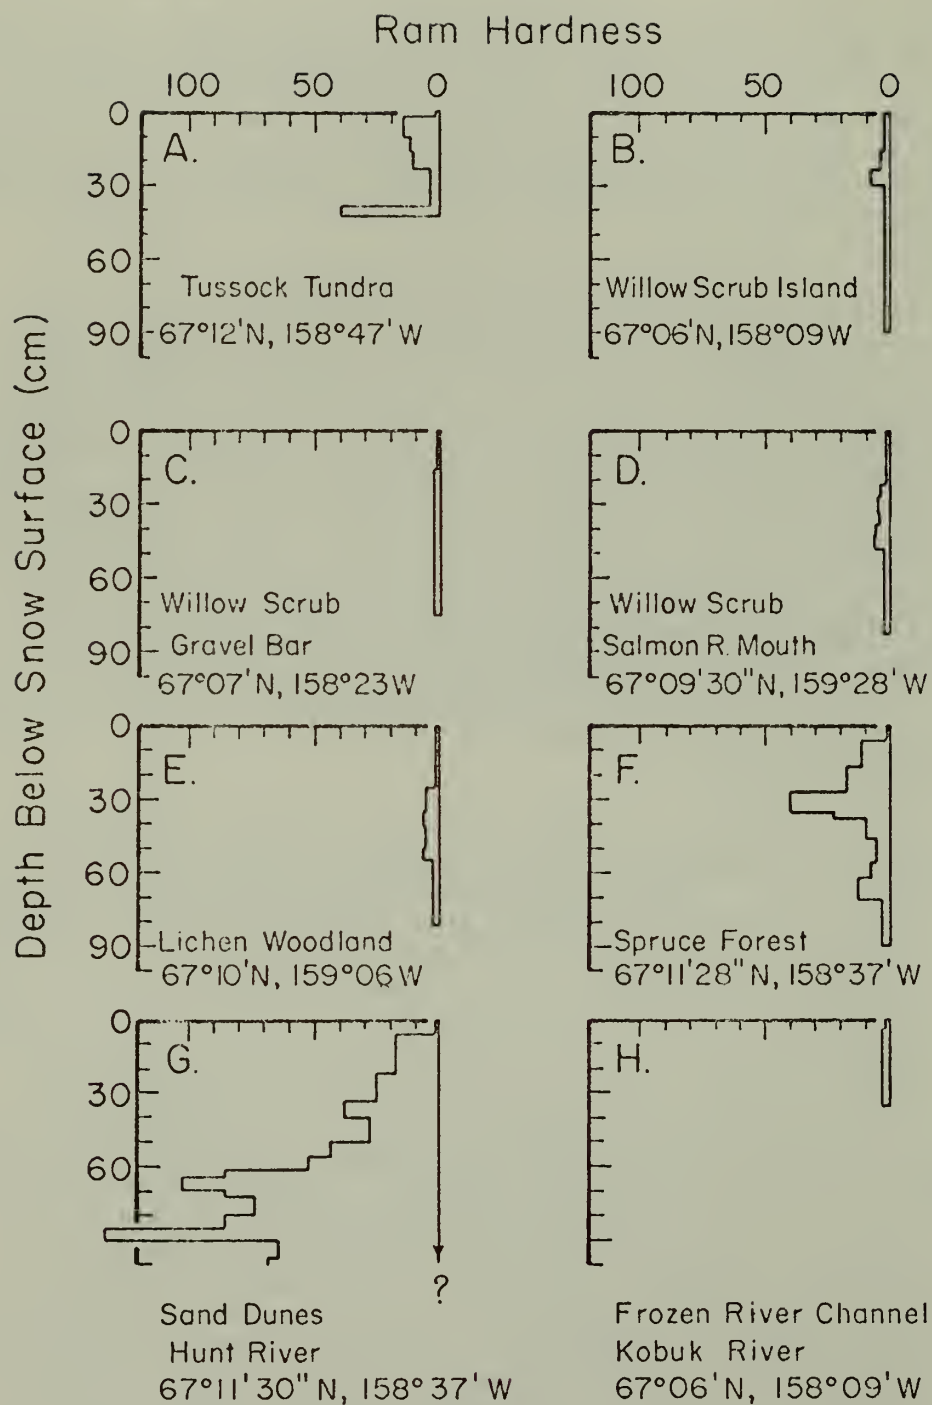 Ram Hardness
100 50 0 100 50 0
Depth Below Snow Surface (cm)
0
30
60
90
A.
Tussock Tundra
67°12'N, 158°47'W
B.
Willow Scrub Island
67°06'N, 158°09W
0
30
60
90
C.
Willow Scrub
Gravel Bar
67°07'N, 158°23W
D.
Willow Scrub
Salmon R. Mouth
67°09'30"N, 159°28'W
0
30
60
90
E.
Lichen Woodland
67°10'N, 159°06W
F.
Spruce Forest
67°11'28"N, 158°37'W
0
30
60
G.
?
Sand Dunes
Hunt River
67°11'30"N, 158°37'W
H.
Frozen River Channel
Kobuk River
67°06'N, 158°09'W